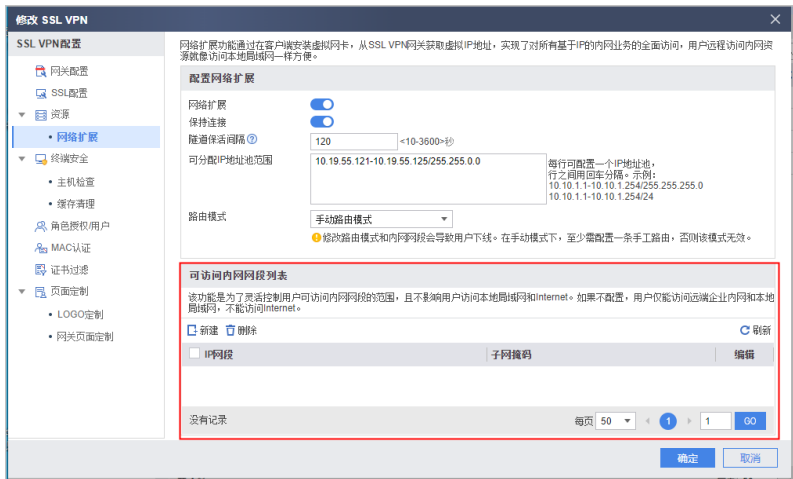 修改 SSL VPN
SSL VPN配置
网关配置
SSL配置
资源
• 网络扩展
终端安全
• 主机检查
• 缓存清理
角色授权/用户
MAC认证
证书过滤
页面定制
• LOGO定制
• 网关页面定制
网络扩展功能通过在客户端安装虚拟网卡，从SSL VPN网关获取虚拟IP地址，实现了对所有基于IP的内网业务的全面访问，用户远程访问内网资
源就像访问本地局域网一样方便。
配置网络扩展
网络扩展
保持连接
隧道保活间隔 120 <10-3600>秒
可分配IP地址池范围 10.19.55.121-10.19.55.125/255.255.0.0
每行可配置一个IP地址池，
行之间用回车分隔。示例：
10.10.1.1-10.10.1.254/255.255.255.0
10.10.1.1-10.10.1.254/24
路由模式 手动路由模式
修改路由模式和内网网段会导致用户下线。在手动模式下，至少需配置一条手工路由，否则该模式无效。
可访问内网网段列表
该功能是为了灵活控制用户可访问内网网段的范围，且不影响用户访问本地局域网和Internet。如果不配置，用户仅能访问远端企业内网和本地
局域网，不能访问Internet。
新建 删除 刷新
IP网段 子网掩码 编辑
没有记录 每页 50 1 1 GO
确定 取消